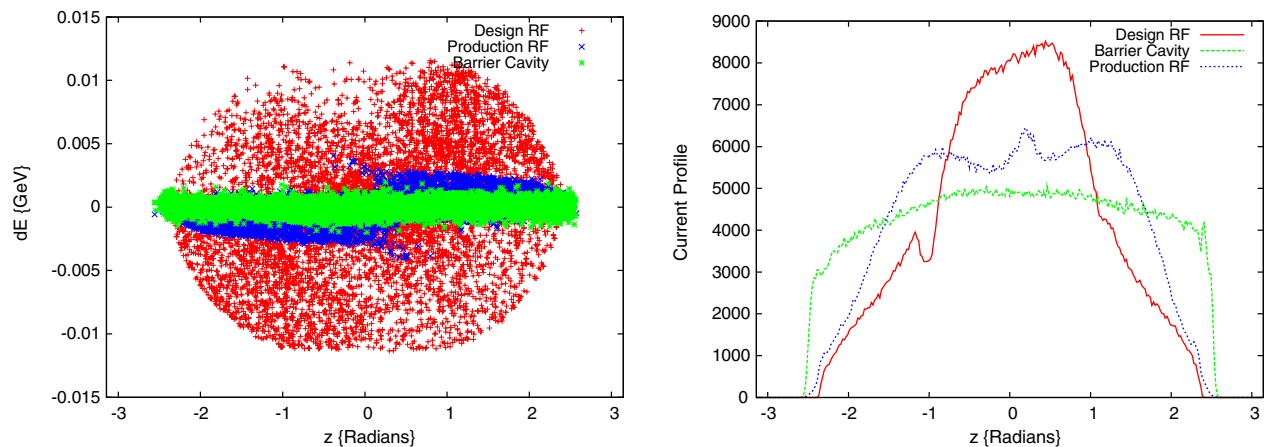 0.015
0.01
0.005
0
-0.005
-0.01
0.015
dE {GeV}
-3 -2 -1 0 1 2 3
z {Radians}
Design RF
Production RF
Barrier Cavity
9000
8000
7000
6000
5000
4000
3000
2000
1000
0
Current Profile
-3 -2 -1 0 1 2 3
z {Radians}
Design RF
Barrier Cavity
Production RF